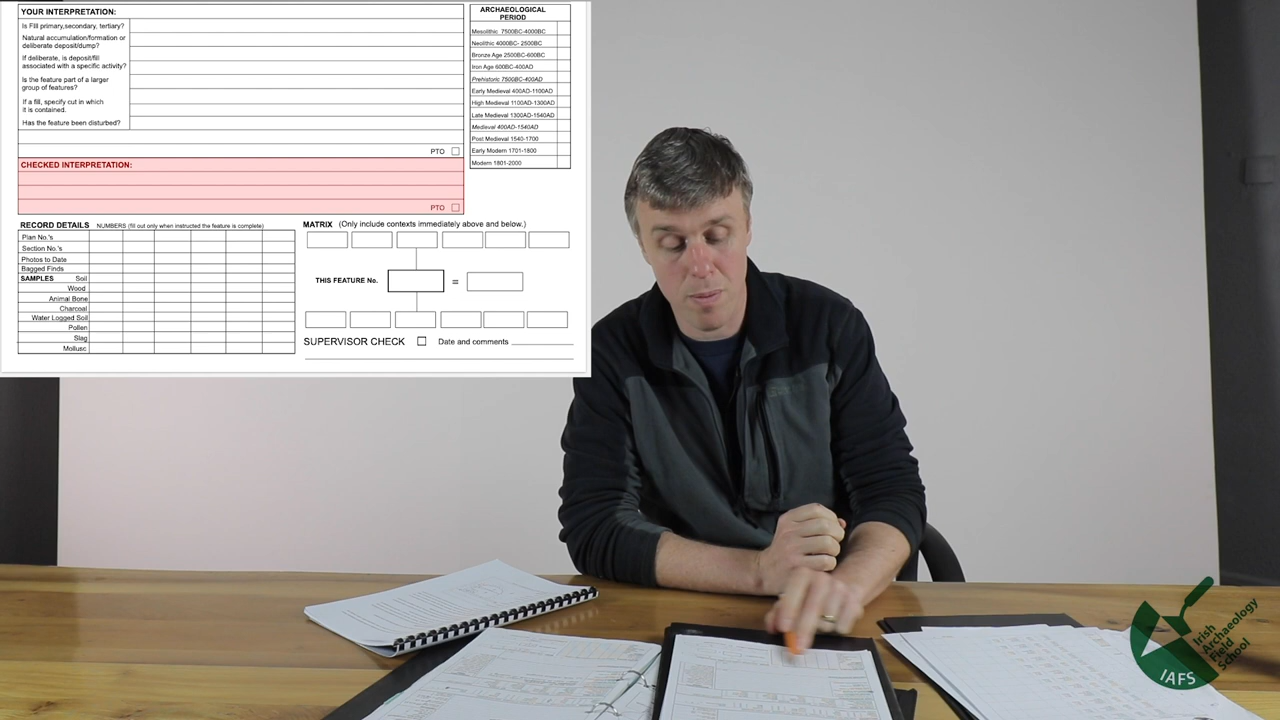 YOUR INTERPRETATION:
Is Fill primary,secondary, tertiary?
Natural accumulation/formation or
deliberate deposit/dump?
If deliberate, is deposit/fill
associated with a specific activity?
Is the feature part of a larger
group of features?
If a fill, specify cut in which
it is contained.
Has the feature been disturbed?
PTO
CHECKED INTERPRETATION:
PTO
ARCHAEOLOGICAL
PERIOD
Mesolithic 7500BC-4000BC
Neolithic 4000BC- 2500BC
Bronze Age 2500BC-600BC
Iron Age 600BC-400AD
Prehistoric 7500BC-400AD
Early Medieval 400AD-1100AD
High Medieval 1100AD-1300AD
Late Medieval 1300AD-1540AD
Medieval 400AD-1540AD
Post Medieval 1540-1700
Early Modern 1701-1800
Modern 1801-2000
RECORD DETAILS NUMBERS (fill out only when instructed the feature is complete)
Plan No.'s
Section No.'s
Photos to Date
Bagged Finds
SAMPLES Soil
Wood
Animal Bone
Charcoal
Water Logged Soil
Pollen
Slag
Mollusc
MATRIX (Only include contexts immediately above and below.)
THIS FEATURE No. =
SUPERVISOR CHECK Date and comments
Irish
Archaeology
Field
School
IAFS